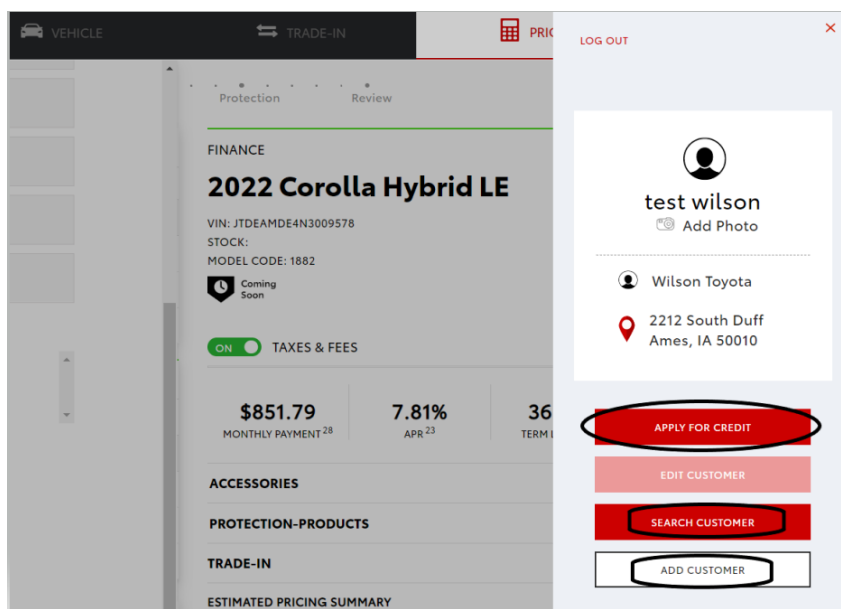 VEHICLE
TRADE-IN
Protection
Review
FINANCE
2022 Corolla Hybrid LE
VIN: JTDEAMDE4N3009578
STOCK:
MODEL CODE: 1882
Coming
Soon
ON TAXES & FEES
$851.79
MONTHLY PAYMENT 28
7.81%
APR 23
36
TERM
ACCESSORIES
PROTECTION-PRODUCTS
TRADE-IN
ESTIMATED PRICING SUMMARY
LOG OUT
test wilson
Add Photo
Wilson Toyota
2212 South Duff
Ames, IA 50010
APPLY FOR CREDIT
EDIT CUSTOMER
SEARCH CUSTOMER
ADD CUSTOMER